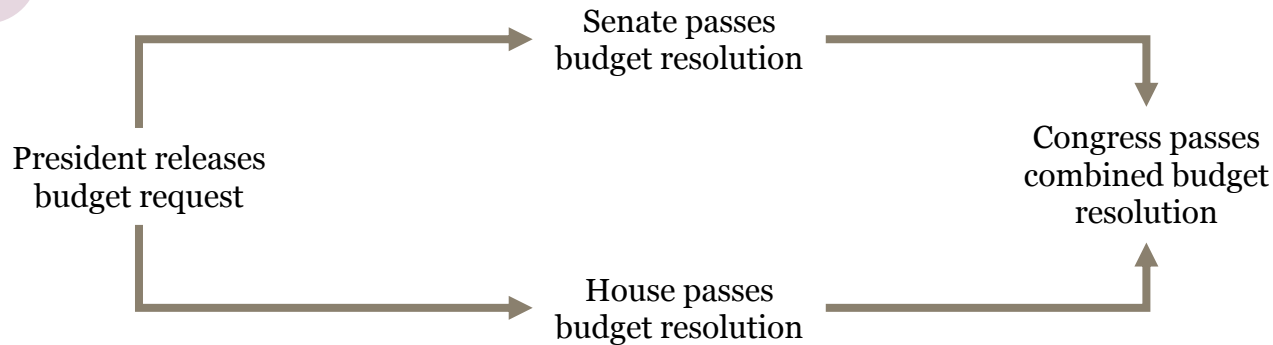 Senate passes
budget resolution
President releases
budget request
Congress passes
combined budget
resolution
House passes
budget resolution